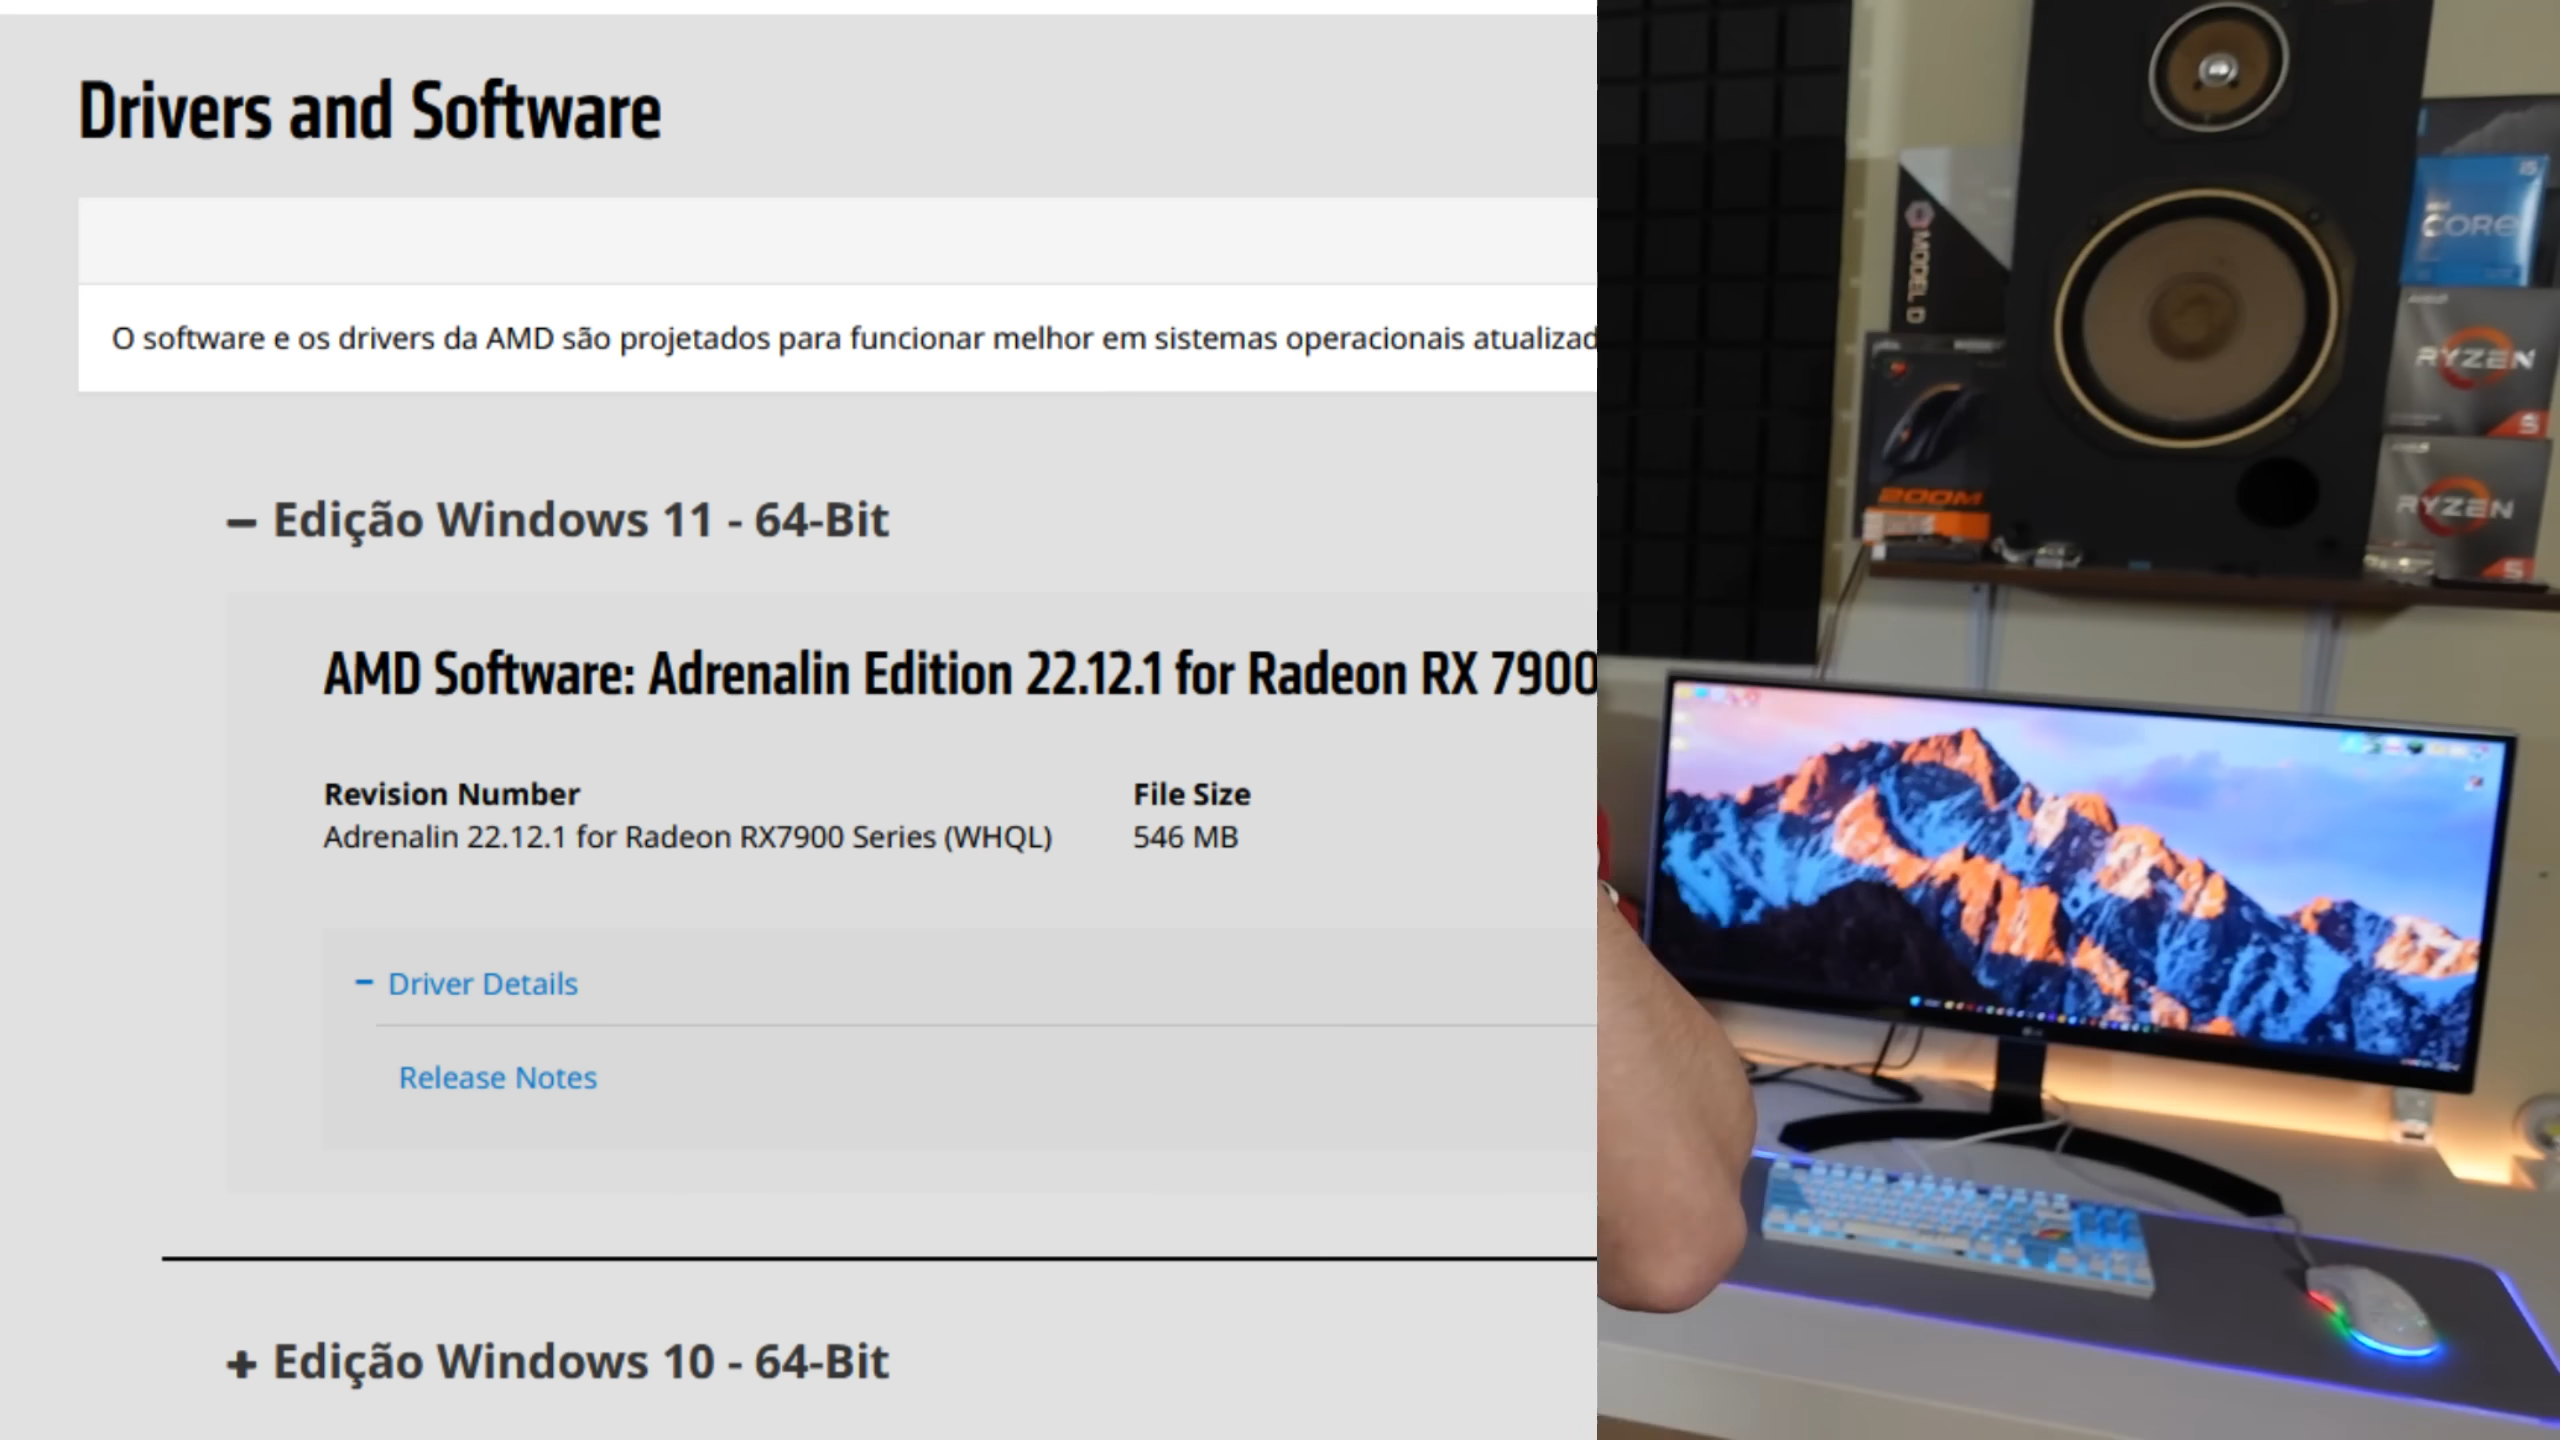 Drivers and Software
O software e os drivers da AMD são projetados para funcionar melhor em sistemas operacionais atualizad
– Edição Windows 11 - 64-Bit
AMD Software: Adrenalin Edition 22.12.1 for Radeon RX 7900
Revision Number
File Size
Adrenalin 22.12.1 for Radeon RX7900 Series (WHQL)
546 MB
– Driver Details
Release Notes
+ Edição Windows 10 - 64-Bit
MODEL D
200M
i5
CORE
AMD
RYZEN
5
RYZEN
5